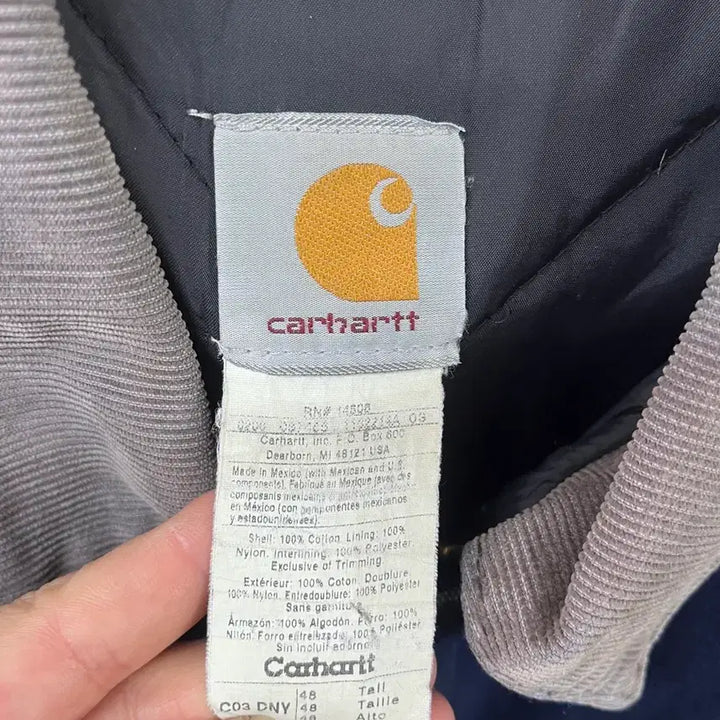 carhartt
RN# 14806
Carhartt, Inc. P.O. Box 600
Dearborn, MI 48121 USA
Made in Mexico (with Mexican and U.S.
components). Fabriqué au Mexique (avec des
composants mexicains
en México (con componentes mexicanos
y estadounidenses).
Shell: 100% Cotton, Lining: 100%
Nylon. Interlining: 100% Polyester.
Exclusive of Trimming
Extérieur: 100% Coton, Doublure,
100% Nylon. Entredoublure: 100% Polyester
Sans garniture
Armazón: 100% Algodón. Forro: 100%
Nilón. Forro entretelado: 100% Poliéster
Sin incluir adorno
Carhartt
C03 DNY 48 Tall
48 Taille
48 Alto